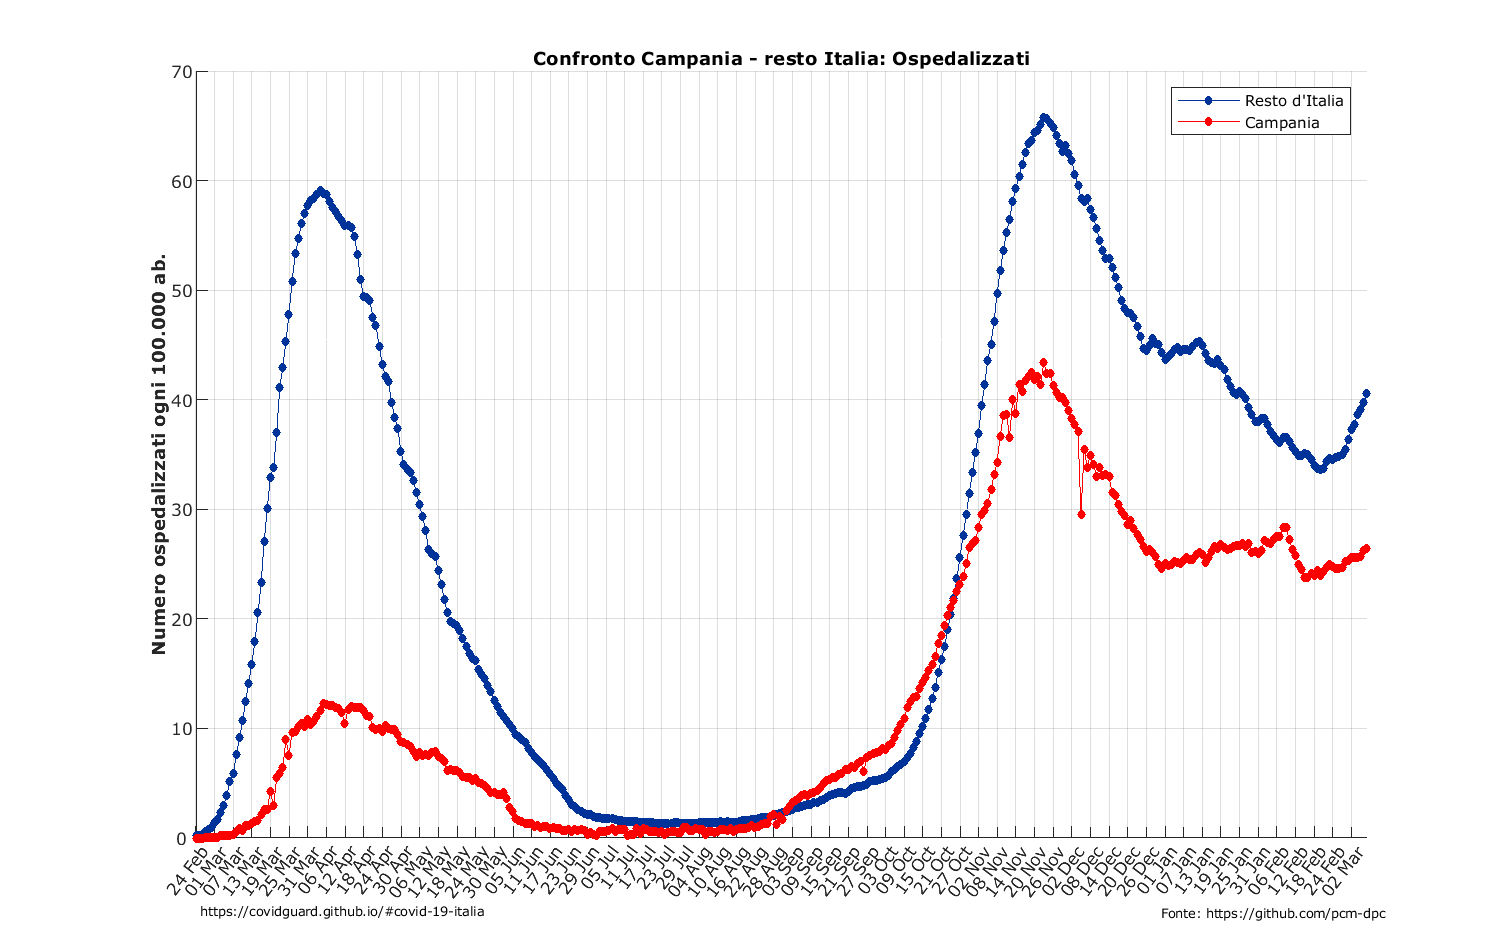 Confronto Campania - resto Italia: Ospedalizzati
Resto d'Italia
Campania
Numero ospedalizzati ogni 100.000 ab.
70
60
50
40
30
20
10
0
24 Feb
01 Mar
07 Mar
13 Mar
19 Mar
25 Mar
31 Mar
06 Apr
12 Apr
18 Apr
24 Apr
30 Apr
06 May
12 May
18 May
24 May
30 May
05 Jun
11 Jun
17 Jun
23 Jun
29 Jun
05 Jul
11 Jul
17 Jul
23 Jul
29 Jul
04 Aug
10 Aug
16 Aug
22 Aug
28 Aug
03 Sep
09 Sep
15 Sep
21 Sep
27 Sep
03 Oct
09 Oct
15 Oct
21 Oct
27 Oct
02 Nov
08 Nov
14 Nov
20 Nov
26 Nov
02 Dec
08 Dec
14 Dec
20 Dec
26 Dec
01 Jan
07 Jan
13 Jan
19 Jan
25 Jan
31 Jan
06 Feb
12 Feb
18 Feb
24 Feb
02 Mar
https://covidguard.github.io/#covid-19-italia
Fonte: https://github.com/pcm-dpc